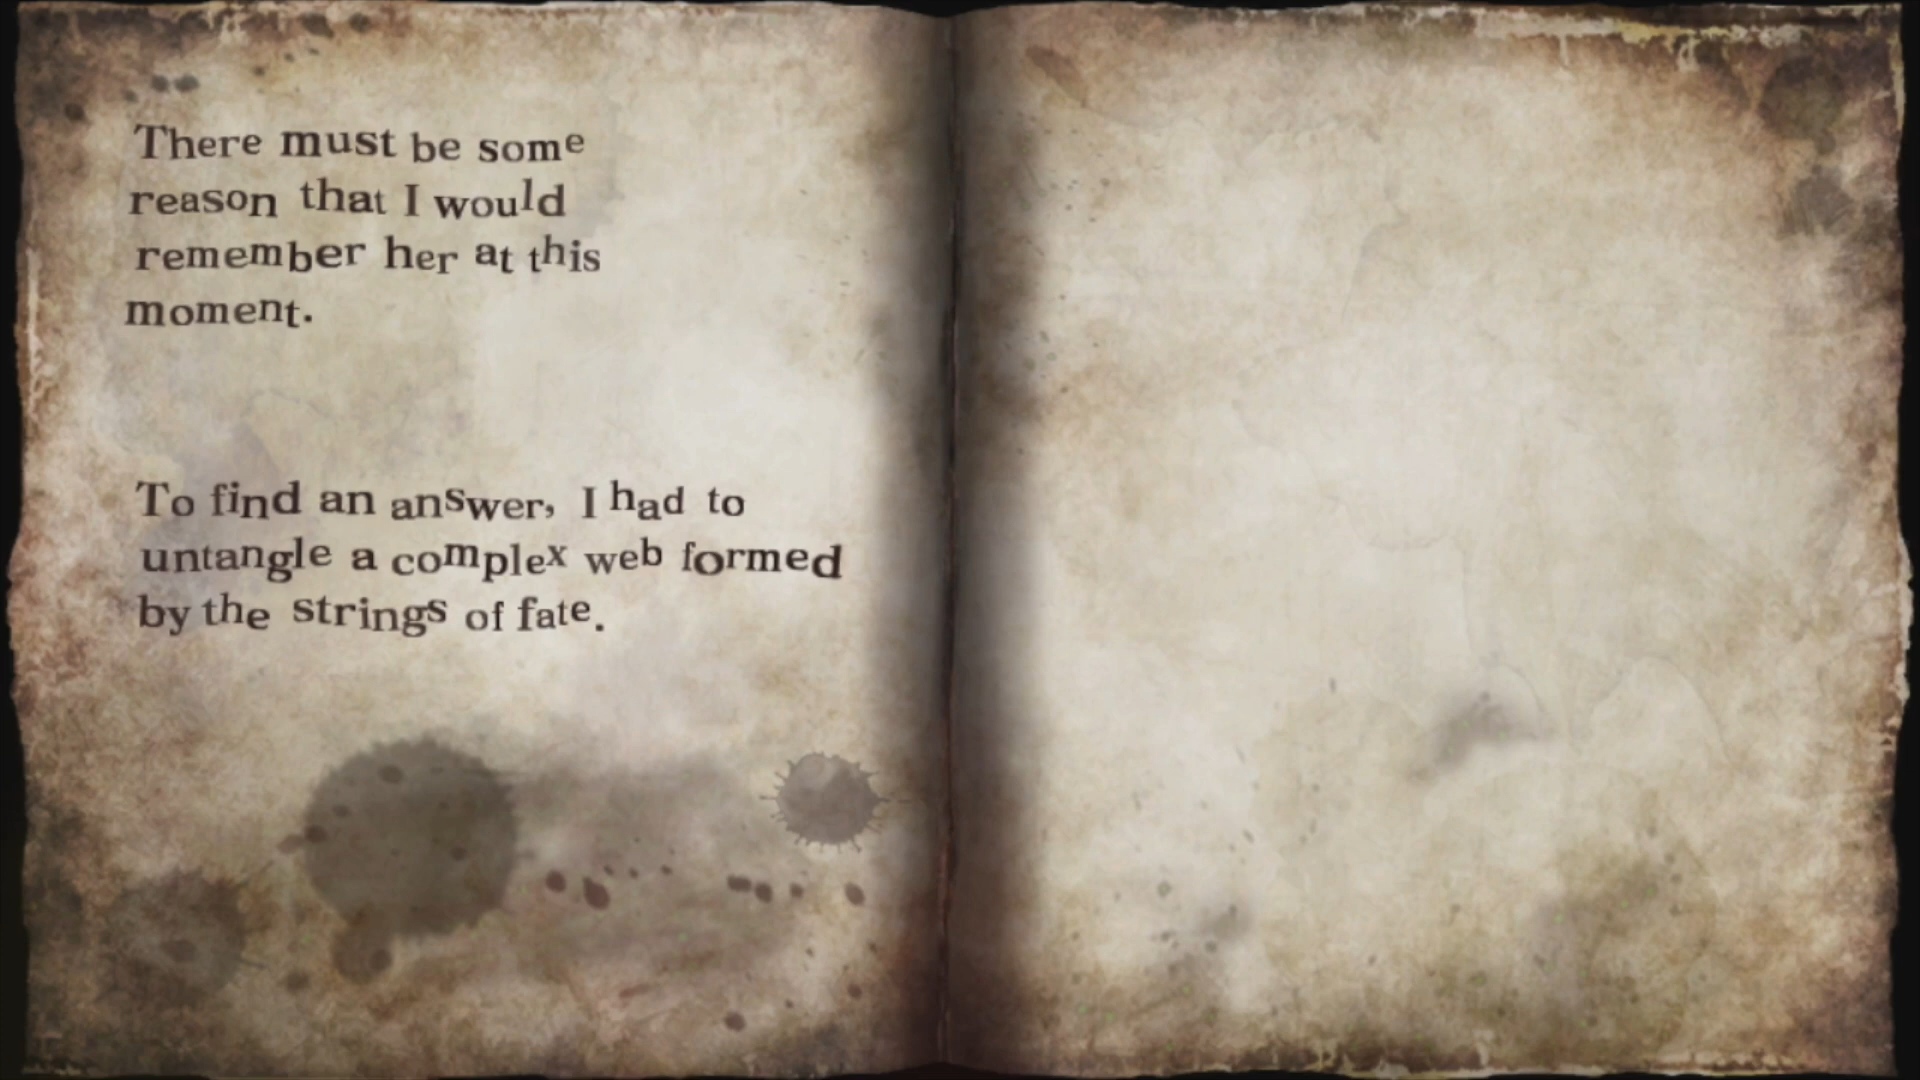 There must be some
reason that I would
remember her at this
moment.
To find an answer, I had to
untangle a complex web formed
by the strings of fate.